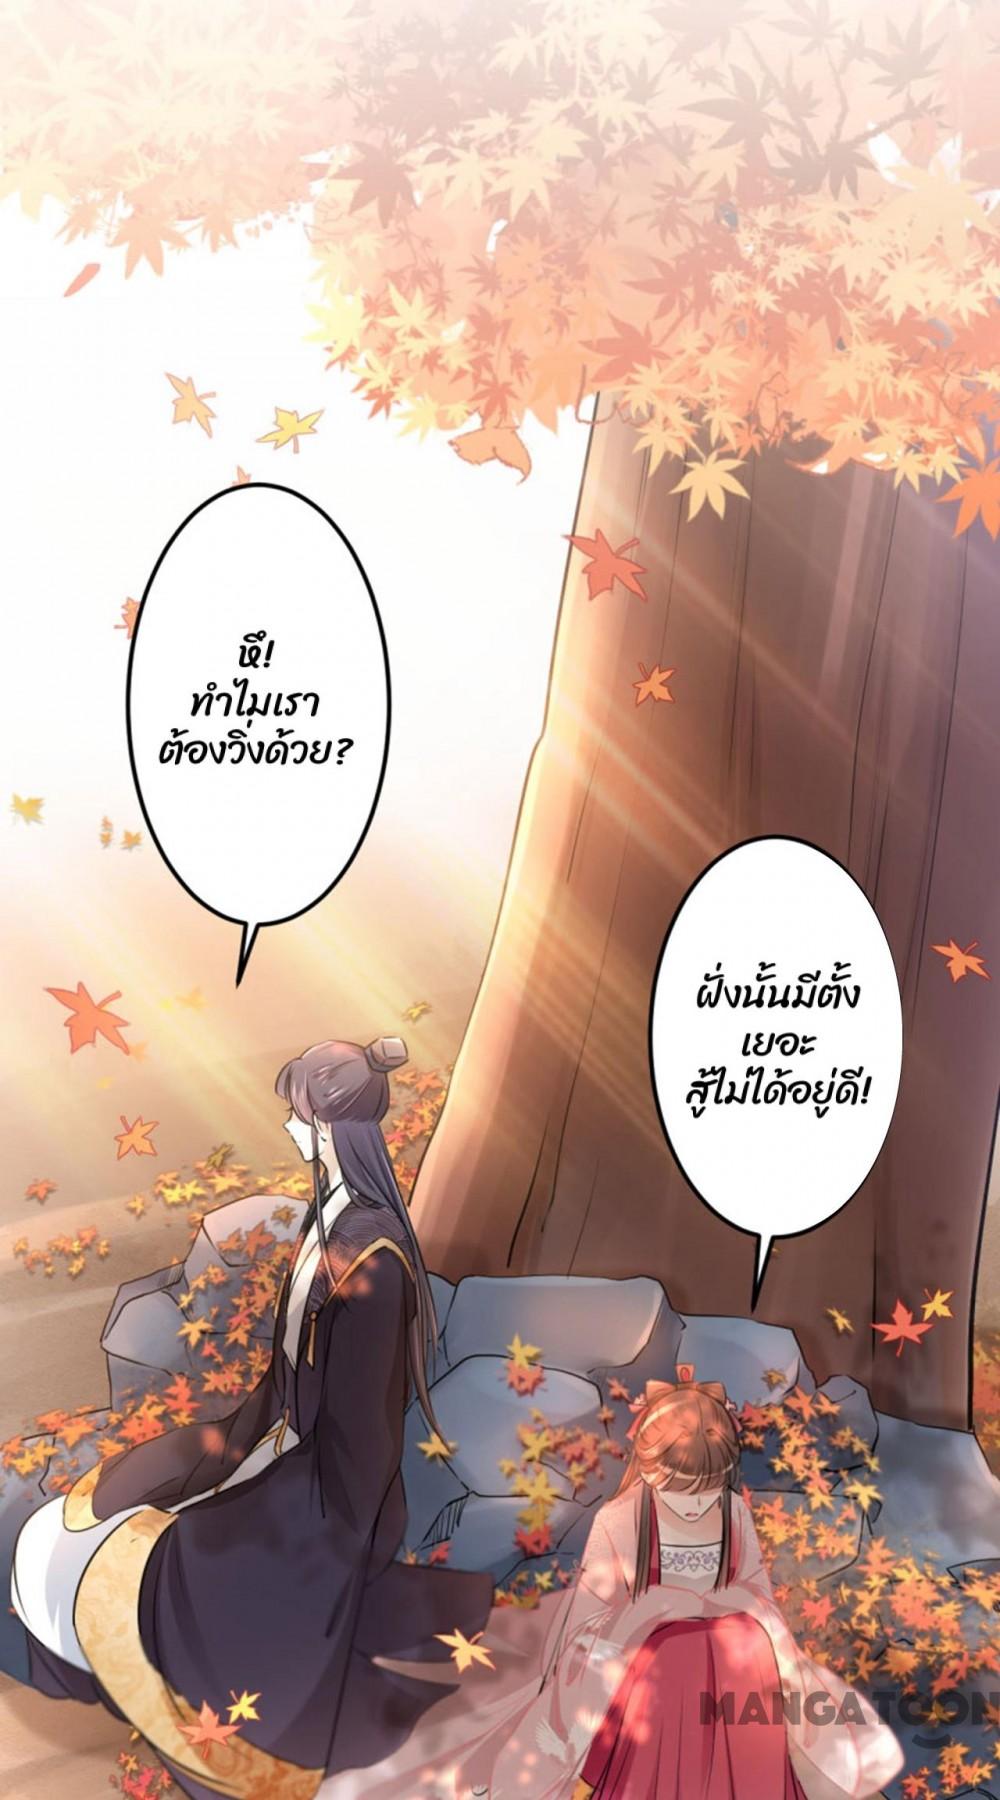 หึ!
ทำไมเรา
ต้องวิ่งด้วย?
ฝั่งนั้นมีตั้ง
เยอะ
สู้ไม่ได้อยู่ดี!
MANGATOON